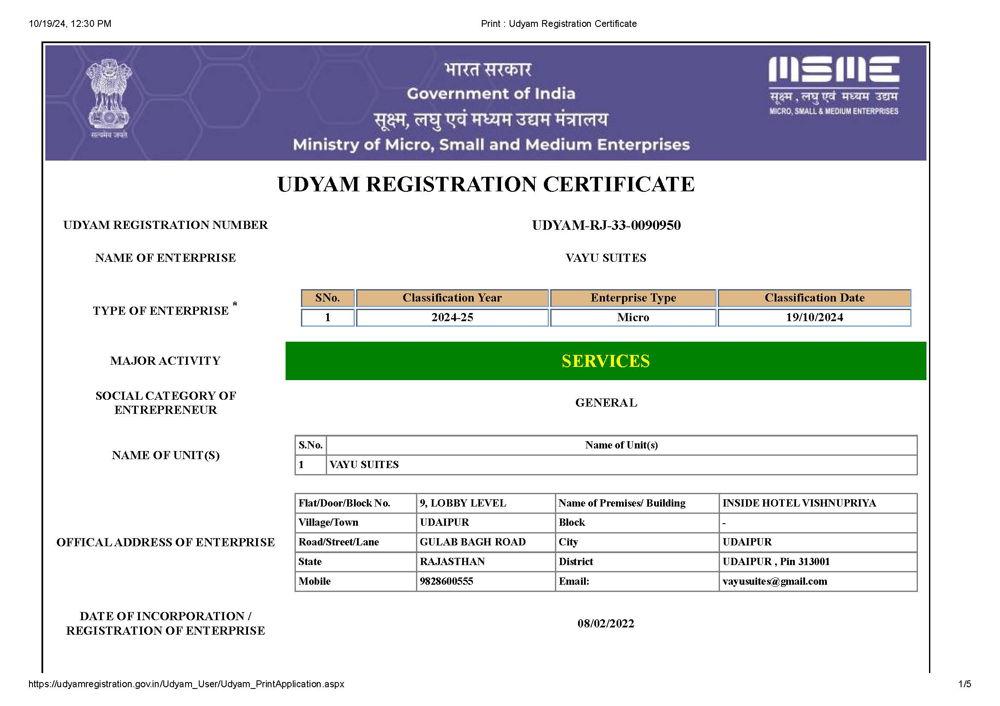 10/19/24, 12:30 PM
Print : Udyam Registration Certificate
सत्यमेव जयते
भारत सरकार
Government of India
सूक्ष्म, लघु एवं मध्यम उद्यम मंत्रालय
Ministry of Micro, Small and Medium Enterprises
MSME
सूक्ष्म , लघु एवं मध्यम उद्यम
MICRO, SMALL & MEDIUM ENTERPRISES
UDYAM REGISTRATION CERTIFICATE
UDYAM REGISTRATION NUMBER UDYAM-RJ-33-0090950
NAME OF ENTERPRISE VAYU SUITES
TYPE OF ENTERPRISE *
SNo. Classification Year Enterprise Type Classification Date
1 2024-25 Micro 19/10/2024
MAJOR ACTIVITY SERVICES
SOCIAL CATEGORY OF
ENTREPRENEUR
GENERAL
NAME OF UNIT(S)
S.No. Name of Unit(s)
1 VAYU SUITES
OFFICAL ADDRESS OF ENTERPRISE
Flat/Door/Block No. 9, LOBBY LEVEL Name of Premises/ Building INSIDE HOTEL VISHNUPRIYA
Village/Town UDAIPUR Block -
Road/Street/Lane GULAB BAGH ROAD City UDAIPUR
State RAJASTHAN District UDAIPUR , Pin 313001
Mobile 9828600555 Email: vayusuites@gmail.com
DATE OF INCORPORATION /
REGISTRATION OF ENTERPRISE
08/02/2022
https://udyamregistration.gov.in/Udyam_User/Udyam_PrintApplication.aspx
1/5